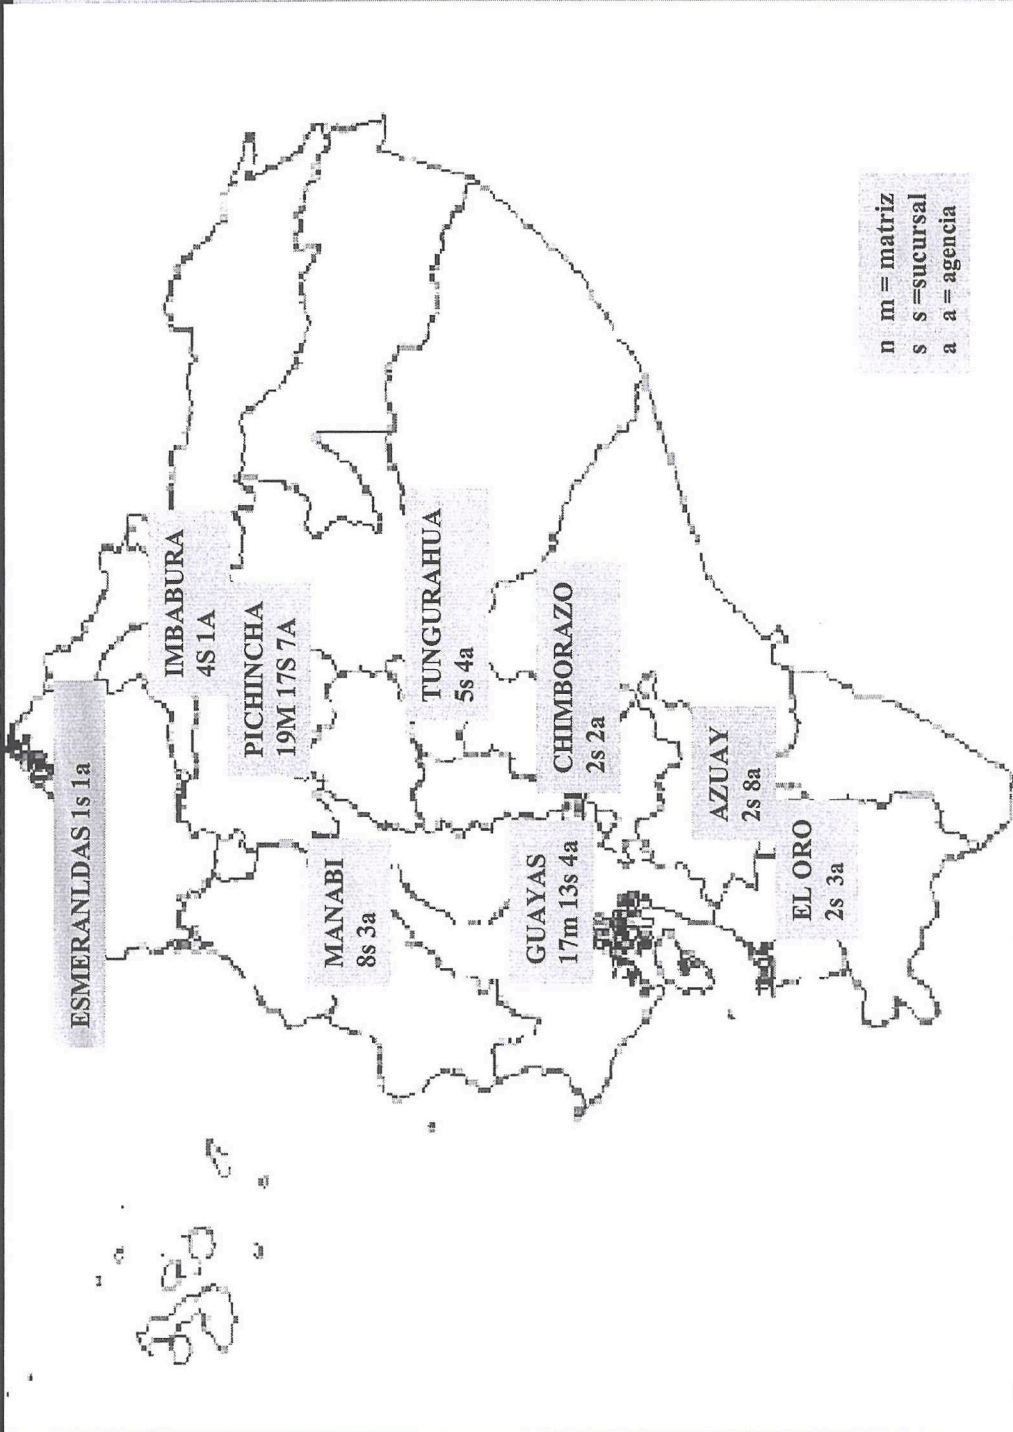 ESMERANLDAS 1s 1a
IMBABURA
4S 1A
PICHINCHA
19M 17S 7A
MANABI
8s 3a
TUNGURAHUA
5s 4a
GUAYAS
17m 13s 4a
CHIMBORAZO
2s 2a
AZUAY
2s 8a
EL ORO
2s 3a
n m = matriz
s s =sucursal
a a = agencia